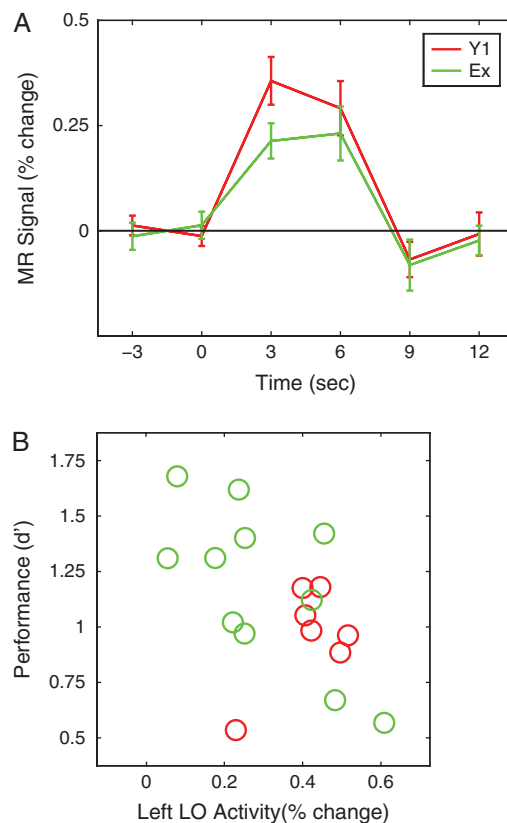 A
0.5
0.25
0
MR Signal (% change)
Y1
Ex
−3 0 3 6 9 12
Time (sec)
B
1.75
1.5
1.25
1
0.75
0.5
Performance (d')
0 0.2 0.4 0.6
Left LO Activity(% change)